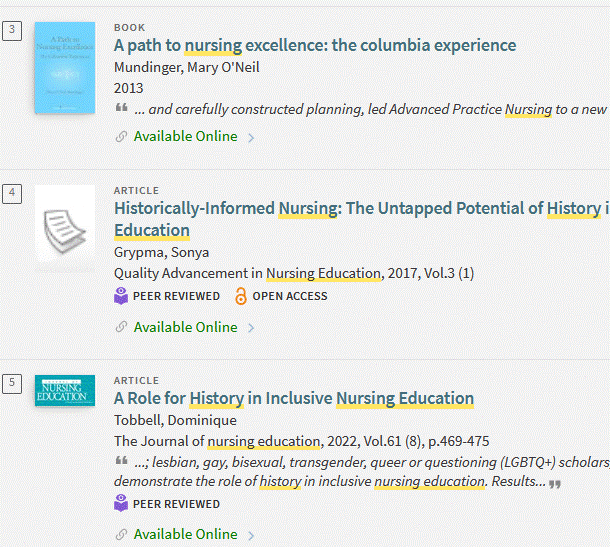 3
BOOK
A path to nursing excellence: the columbia experience
Mundinger, Mary O'Neil
2013
❝ ... and carefully constructed planning, led Advanced Practice Nursing to a new
Available Online
4
ARTICLE
Historically-Informed Nursing: The Untapped Potential of History i
Education
Grypma, Sonya
Quality Advancement in Nursing Education, 2017, Vol.3 (1)
PEER REVIEWED OPEN ACCESS
Available Online
5
NURSING
EDUCATION
ARTICLE
A Role for History in Inclusive Nursing Education
Tobbell, Dominique
The Journal of nursing education, 2022, Vol.61 (8), p.469-475
❝ ...; lesbian, gay, bisexual, transgender, queer or questioning (LGBTQ+) scholars,
demonstrate the role of history in inclusive nursing education. Results... ❞
PEER REVIEWED
Available Online